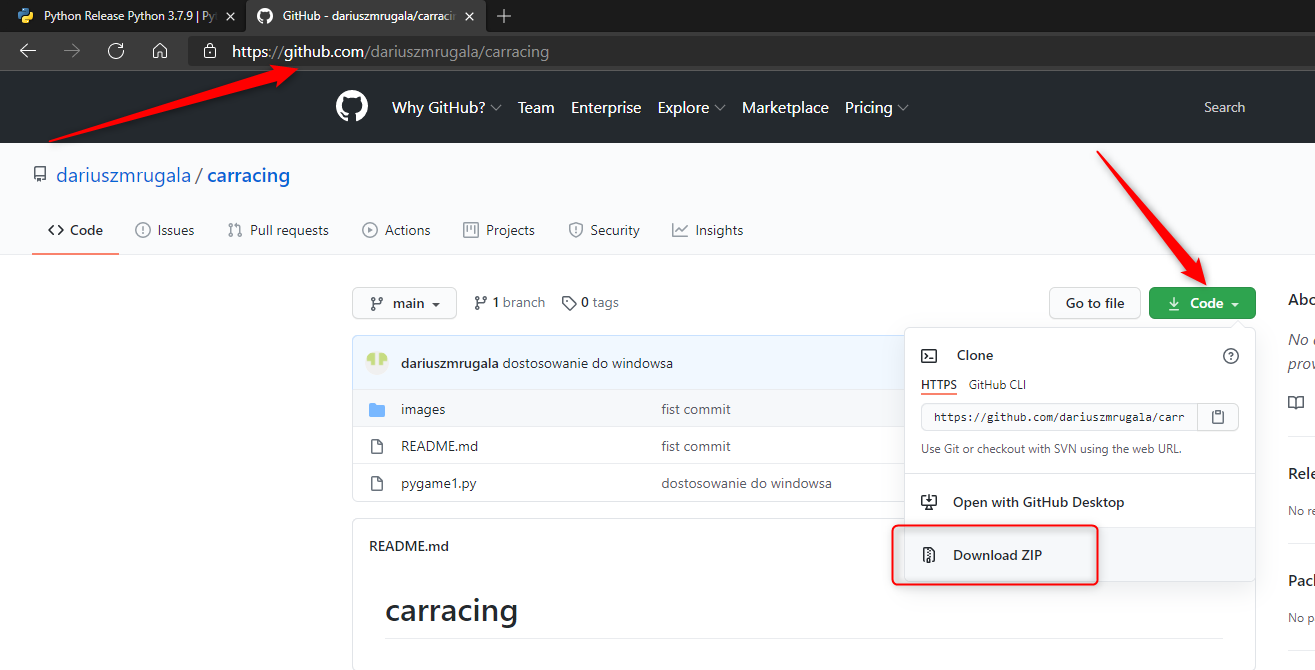 Python Release Python 3.7.9 | Py
GitHub - dariuszmrugala/carracin
https://github.com/dariuszmrugala/carracing
Why GitHub? Team Enterprise Explore Marketplace Pricing Search
dariuszmrugala / carracing
Code Issues Pull requests Actions Projects Security Insights
main 1 branch 0 tags Go to file Code
Abo
No
prov
Clone
HTTPS GitHub CLI
https://github.com/dariuszmrugala/carr
Use Git or checkout with SVN using the web URL.
Open with GitHub Desktop
Download ZIP
dariuszmrugala dostosowanie do windowsa
images fist commit
README.md fist commit
pygame1.py dostosowanie do windowsa
Rele
No re
Pack
No p
README.md
carracing